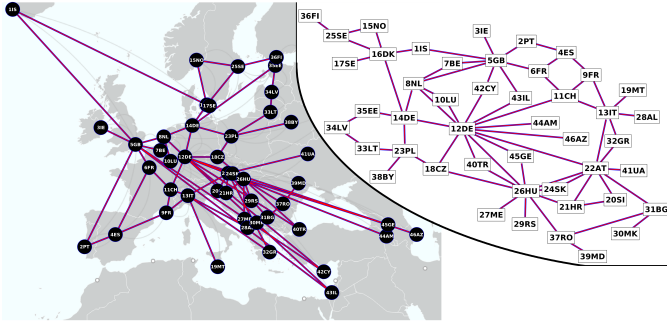 1IS
15NO
25SE
36FI
35EE
17SE
34LV
33LT
14DE
38BY
23PL
3IE
5GB
8NL
7BE
10LU
12DE
18CZ
41UA
6FR
24SK
26HU
39MD
11CH
13IT
21HR
29RS
37RO
9FR
27ME
31BG
30MK
40TR
45GE
44AM
46AZ
2PT
4ES
19MT
32GR
42CY
43IL
36FI
15NO
25SE
16DK
1IS
17SE
3IE
2PT
4ES
5GB
7BE
6FR
9FR
8NL
42CY
11CH
19MT
10LU
43IL
13IT
28AL
35EE
14DE
12DE
44AM
34LV
46AZ
32GR
33LT
23PL
45GE
40TR
22AT
41UA
38BY
18CZ
26HU
24SK
20SI
27ME
21HR
31BG
29RS
30MK
37RO
39MD